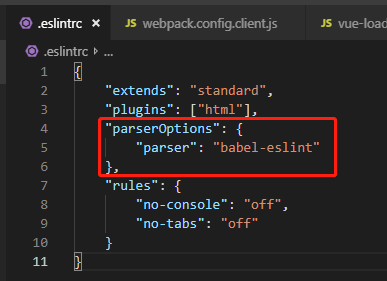 .eslintrc × JS webpack.config.client.js vue-load
.eslintrc > ...
1 {
2 "extends": "standard",
3 "plugins": ["html"],
4 "parserOptions": {
5 "parser": "babel-eslint"
6 },
7 "rules": {
8 "no-console": "off",
9 "no-tabs": "off"
10 }
11 }